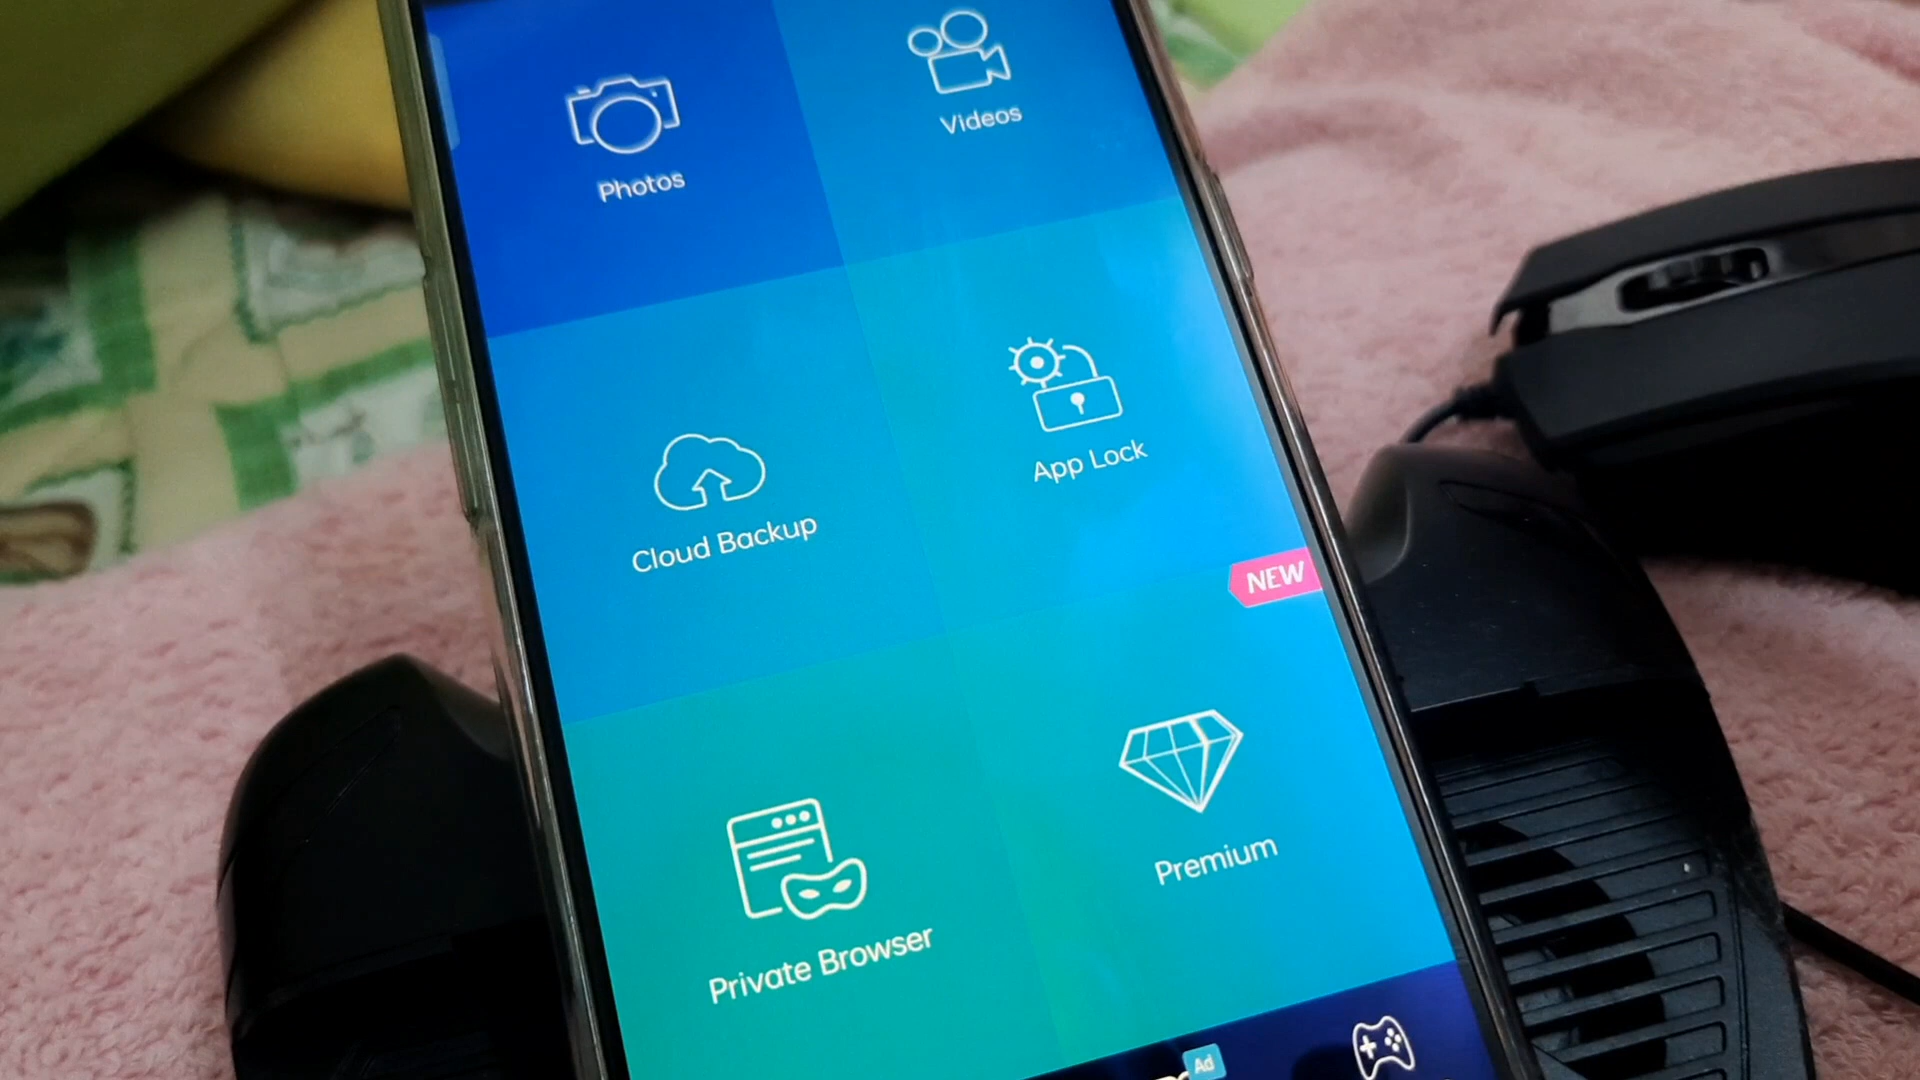 Photos
Videos
Cloud Backup
App Lock
NEW
Private Browser
Premium
Ad